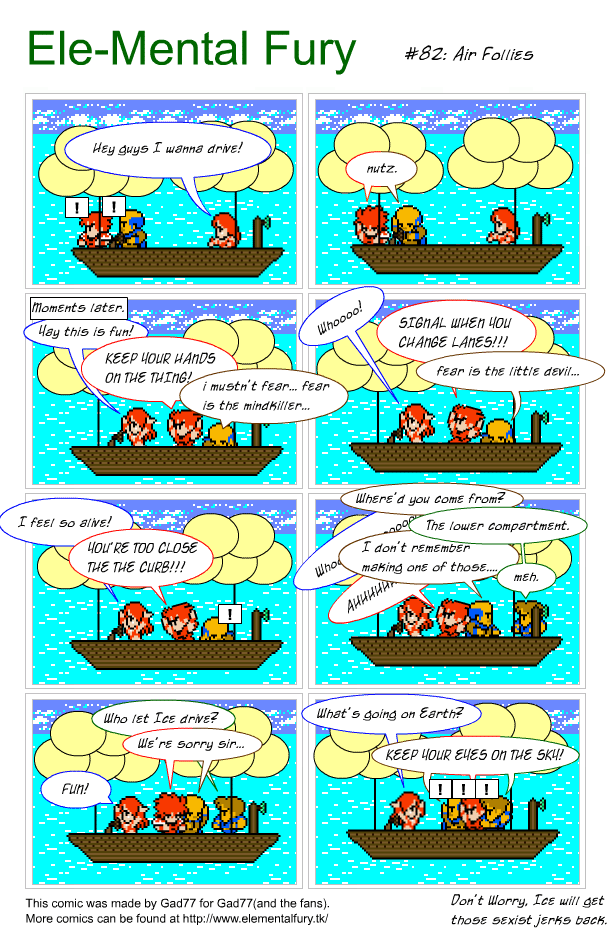 Ele-Mental Fury
#82: Air Follies
Hey guys I wanna drive!
!
!
nutz.
Moments later.
Yay this is fun!
KEEP YOUR HANDS
ON THE THING!
i mustn't fear... fear
is the mindkiller...
Whoooo!
SIGNAL WHEN YOU
CHANGE LANES!!!
fear is the little devil...
I feel so alive!
YOU'RE TOO CLOSE
THE THE CURB!!!
!
Where'd you come from?
The lower compartment.
I don't remember
making one of those....
meh.
Who let Ice drive?
We're sorry sir...
FUN!
What's going on Earth?
KEEP YOUR EYES ON THE SKY!
!
!
!
This comic was made by Gad77 for Gad77(and the fans).
More comics can be found at http://www.elementalfury.tk/
Don't Worry, Ice will get
those sexist jerks back.